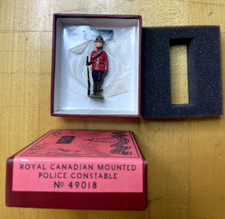 ROYAL CANADIAN MOUNTED
POLICE CONSTABLE
Nº 49018